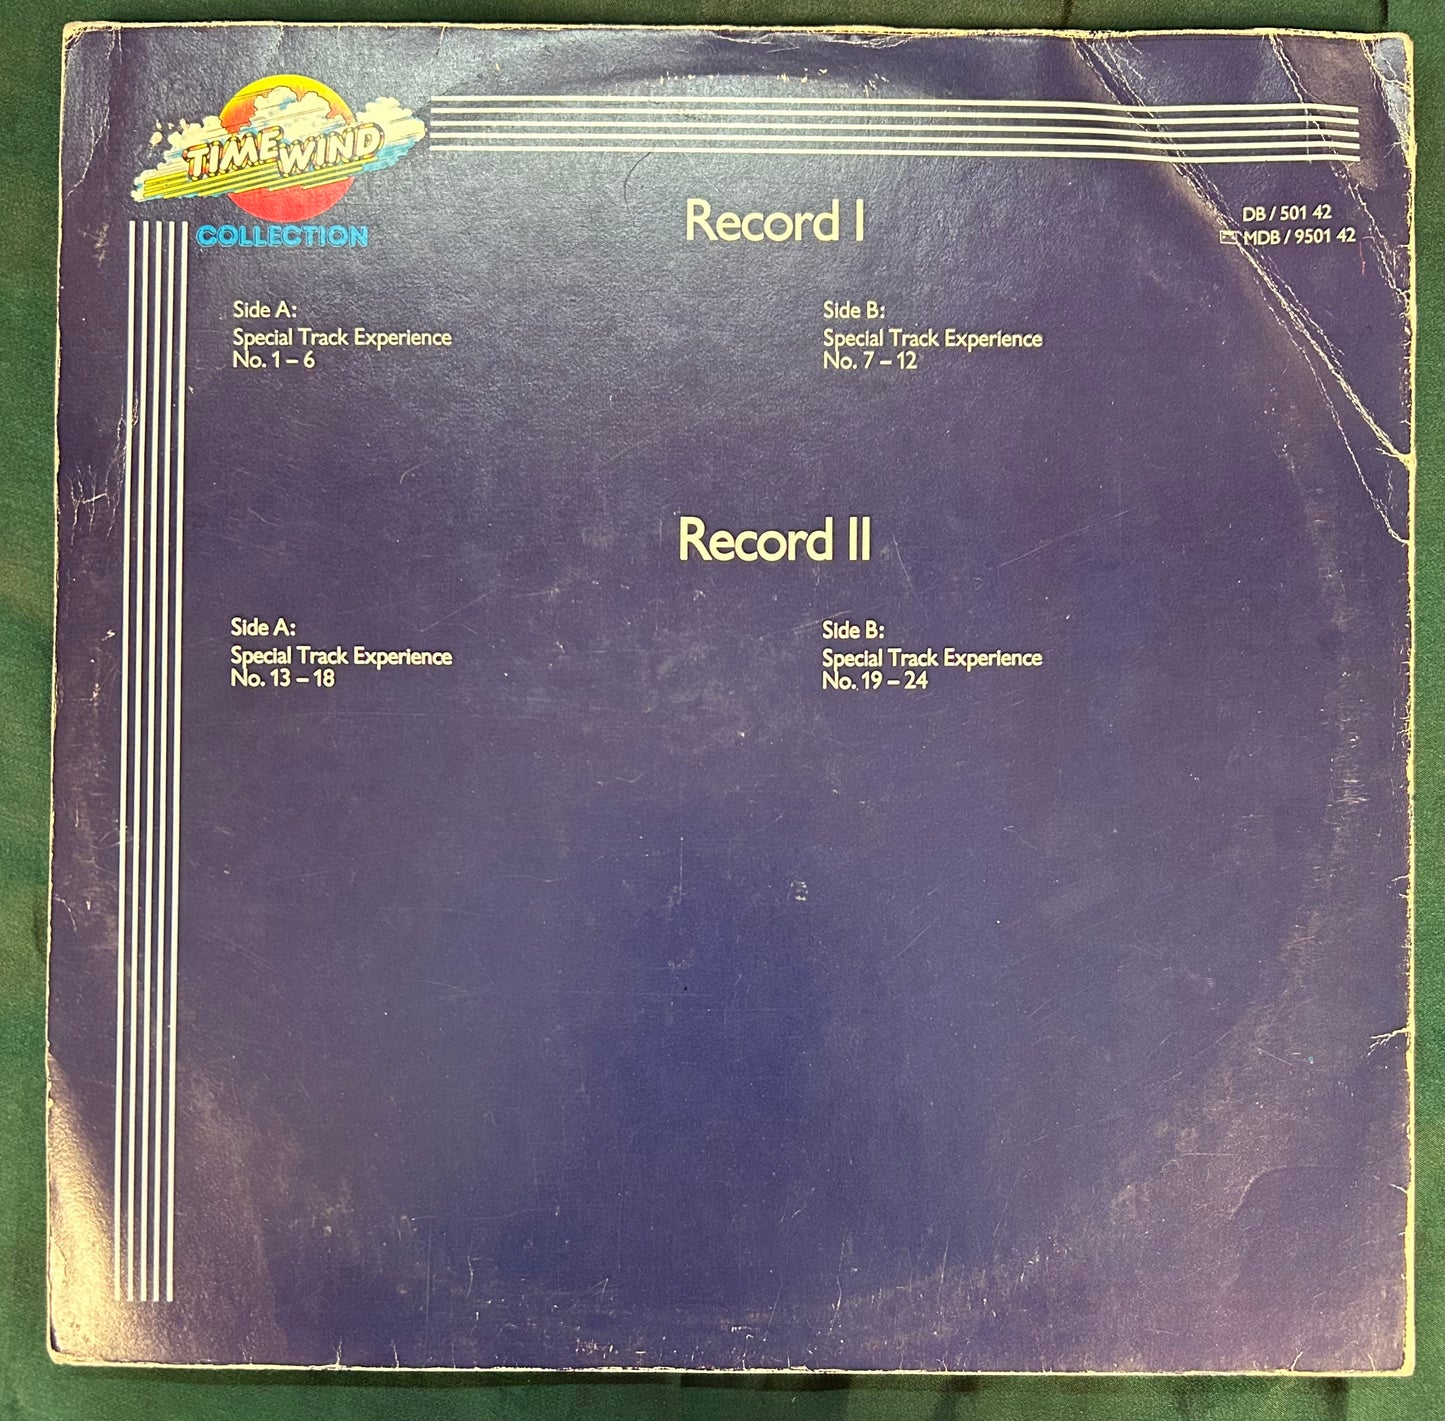 TIME WIND
COLLECTION
Record I
DB / 501 42
MDB / 9501 42
Side A:
Special Track Experience
No. 1 – 6
Side B:
Special Track Experience
No. 7 – 12
Record II
Side A:
Special Track Experience
No. 13 – 18
Side B:
Special Track Experience
No. 19 – 24